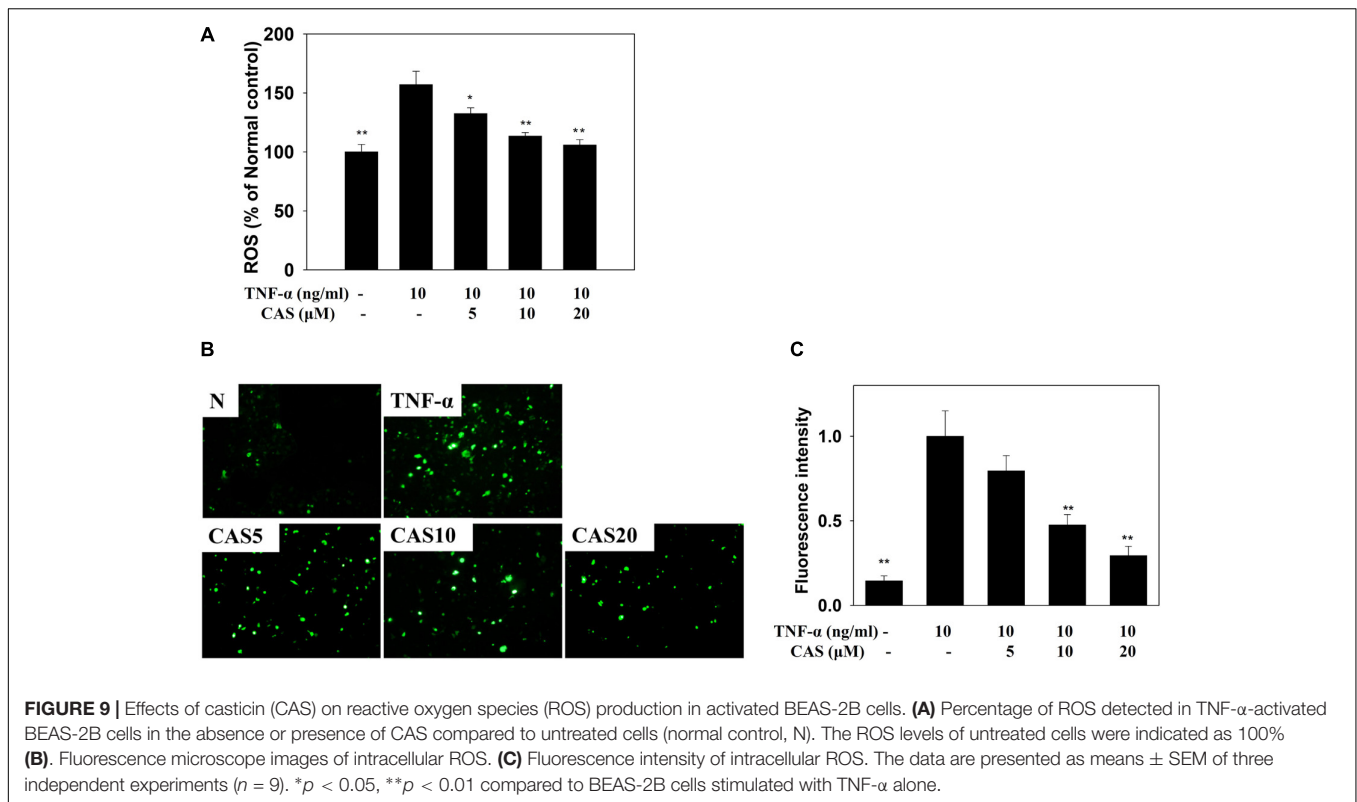 A
ROS (% of Normal control)
200
150
100
50
0
**
*
**
**
TNF-α (ng/ml) - 10 10 10 10
CAS (μM) - - 5 10 20
B
N
TNF-α
CAS5
CAS10
CAS20
C
Fluorescence intensity
1.0
0.5
0.0
**
**
**
TNF-α (ng/ml) - 10 10 10 10
CAS (μM) - - 5 10 20
FIGURE 9 | Effects of casticin (CAS) on reactive oxygen species (ROS) production in activated BEAS-2B cells. (A) Percentage of ROS detected in TNF-α-activated
BEAS-2B cells in the absence or presence of CAS compared to untreated cells (normal control, N). The ROS levels of untreated cells were indicated as 100%
(B). Fluorescence microscope images of intracellular ROS. (C) Fluorescence intensity of intracellular ROS. The data are presented as means ± SEM of three
independent experiments (n = 9). *p < 0.05, **p < 0.01 compared to BEAS-2B cells stimulated with TNF-α alone.